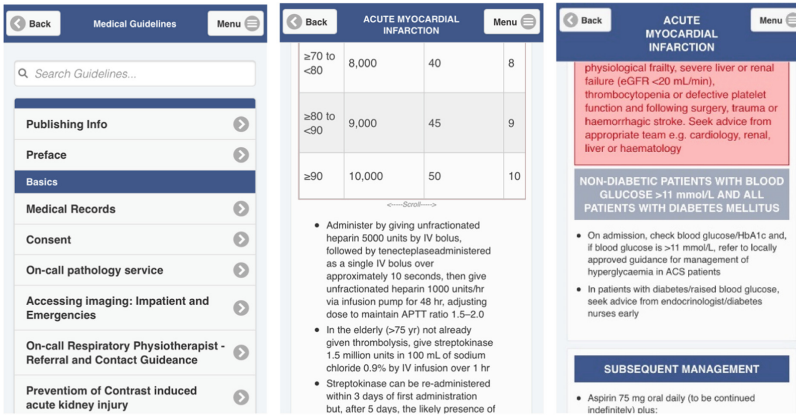 Back
Medical Guidelines
Menu
Search Guidelines...
Publishing Info
Preface
Basics
Medical Records
Consent
On-call pathology service
Accessing imaging: Impatient and
Emergencies
On-call Respiratory Physiotherapist -
Referral and Contact Guideance
Preventiom of Contrast induced
acute kidney injury
Back
ACUTE MYOCARDIAL
INFARCTION
Menu
≥70 to
<80
8,000
40
8
≥80 to
<90
9,000
45
9
≥90
10,000
50
10
<----Scroll---->
• Administer by giving unfractionated
heparin 5000 units by IV bolus,
followed by tenecteplaseadministered
as a single IV bolus over
approximately 10 seconds, then give
unfractionated heparin 1000 units/hr
via infusion pump for 48 hr, adjusting
dose to maintain APTT ratio 1.5–2.0
• In the elderly (>75 yr) not already
given thrombolysis, give streptokinase
1.5 million units in 100 mL of sodium
chloride 0.9% by IV infusion over 1 hr
• Streptokinase can be re-administered
within 3 days of first administration
but, after 5 days, the likely presence of
Back
ACUTE
MYOCARDIAL
INFARCTION
Menu
physiological frailty, severe liver or renal
failure (eGFR <20 mL/min),
thrombocytopenia or defective platelet
function and following surgery, trauma or
haemorrhagic stroke. Seek advice from
appropriate team e.g. cardiology, renal,
liver or haematology
NON-DIABETIC PATIENTS WITH BLOOD
GLUCOSE >11 mmol/L AND ALL
PATIENTS WITH DIABETES MELLITUS
• On admission, check blood glucose/HbA1c and,
if blood glucose is >11 mmol/L, refer to locally
approved guidance for management of
hyperglycaemia in ACS patients
• In patients with diabetes/raised blood glucose,
seek advice from endocrinologist/diabetes
nurses early
SUBSEQUENT MANAGEMENT
• Aspirin 75 mg oral daily (to be continued
indefinitely) plus: